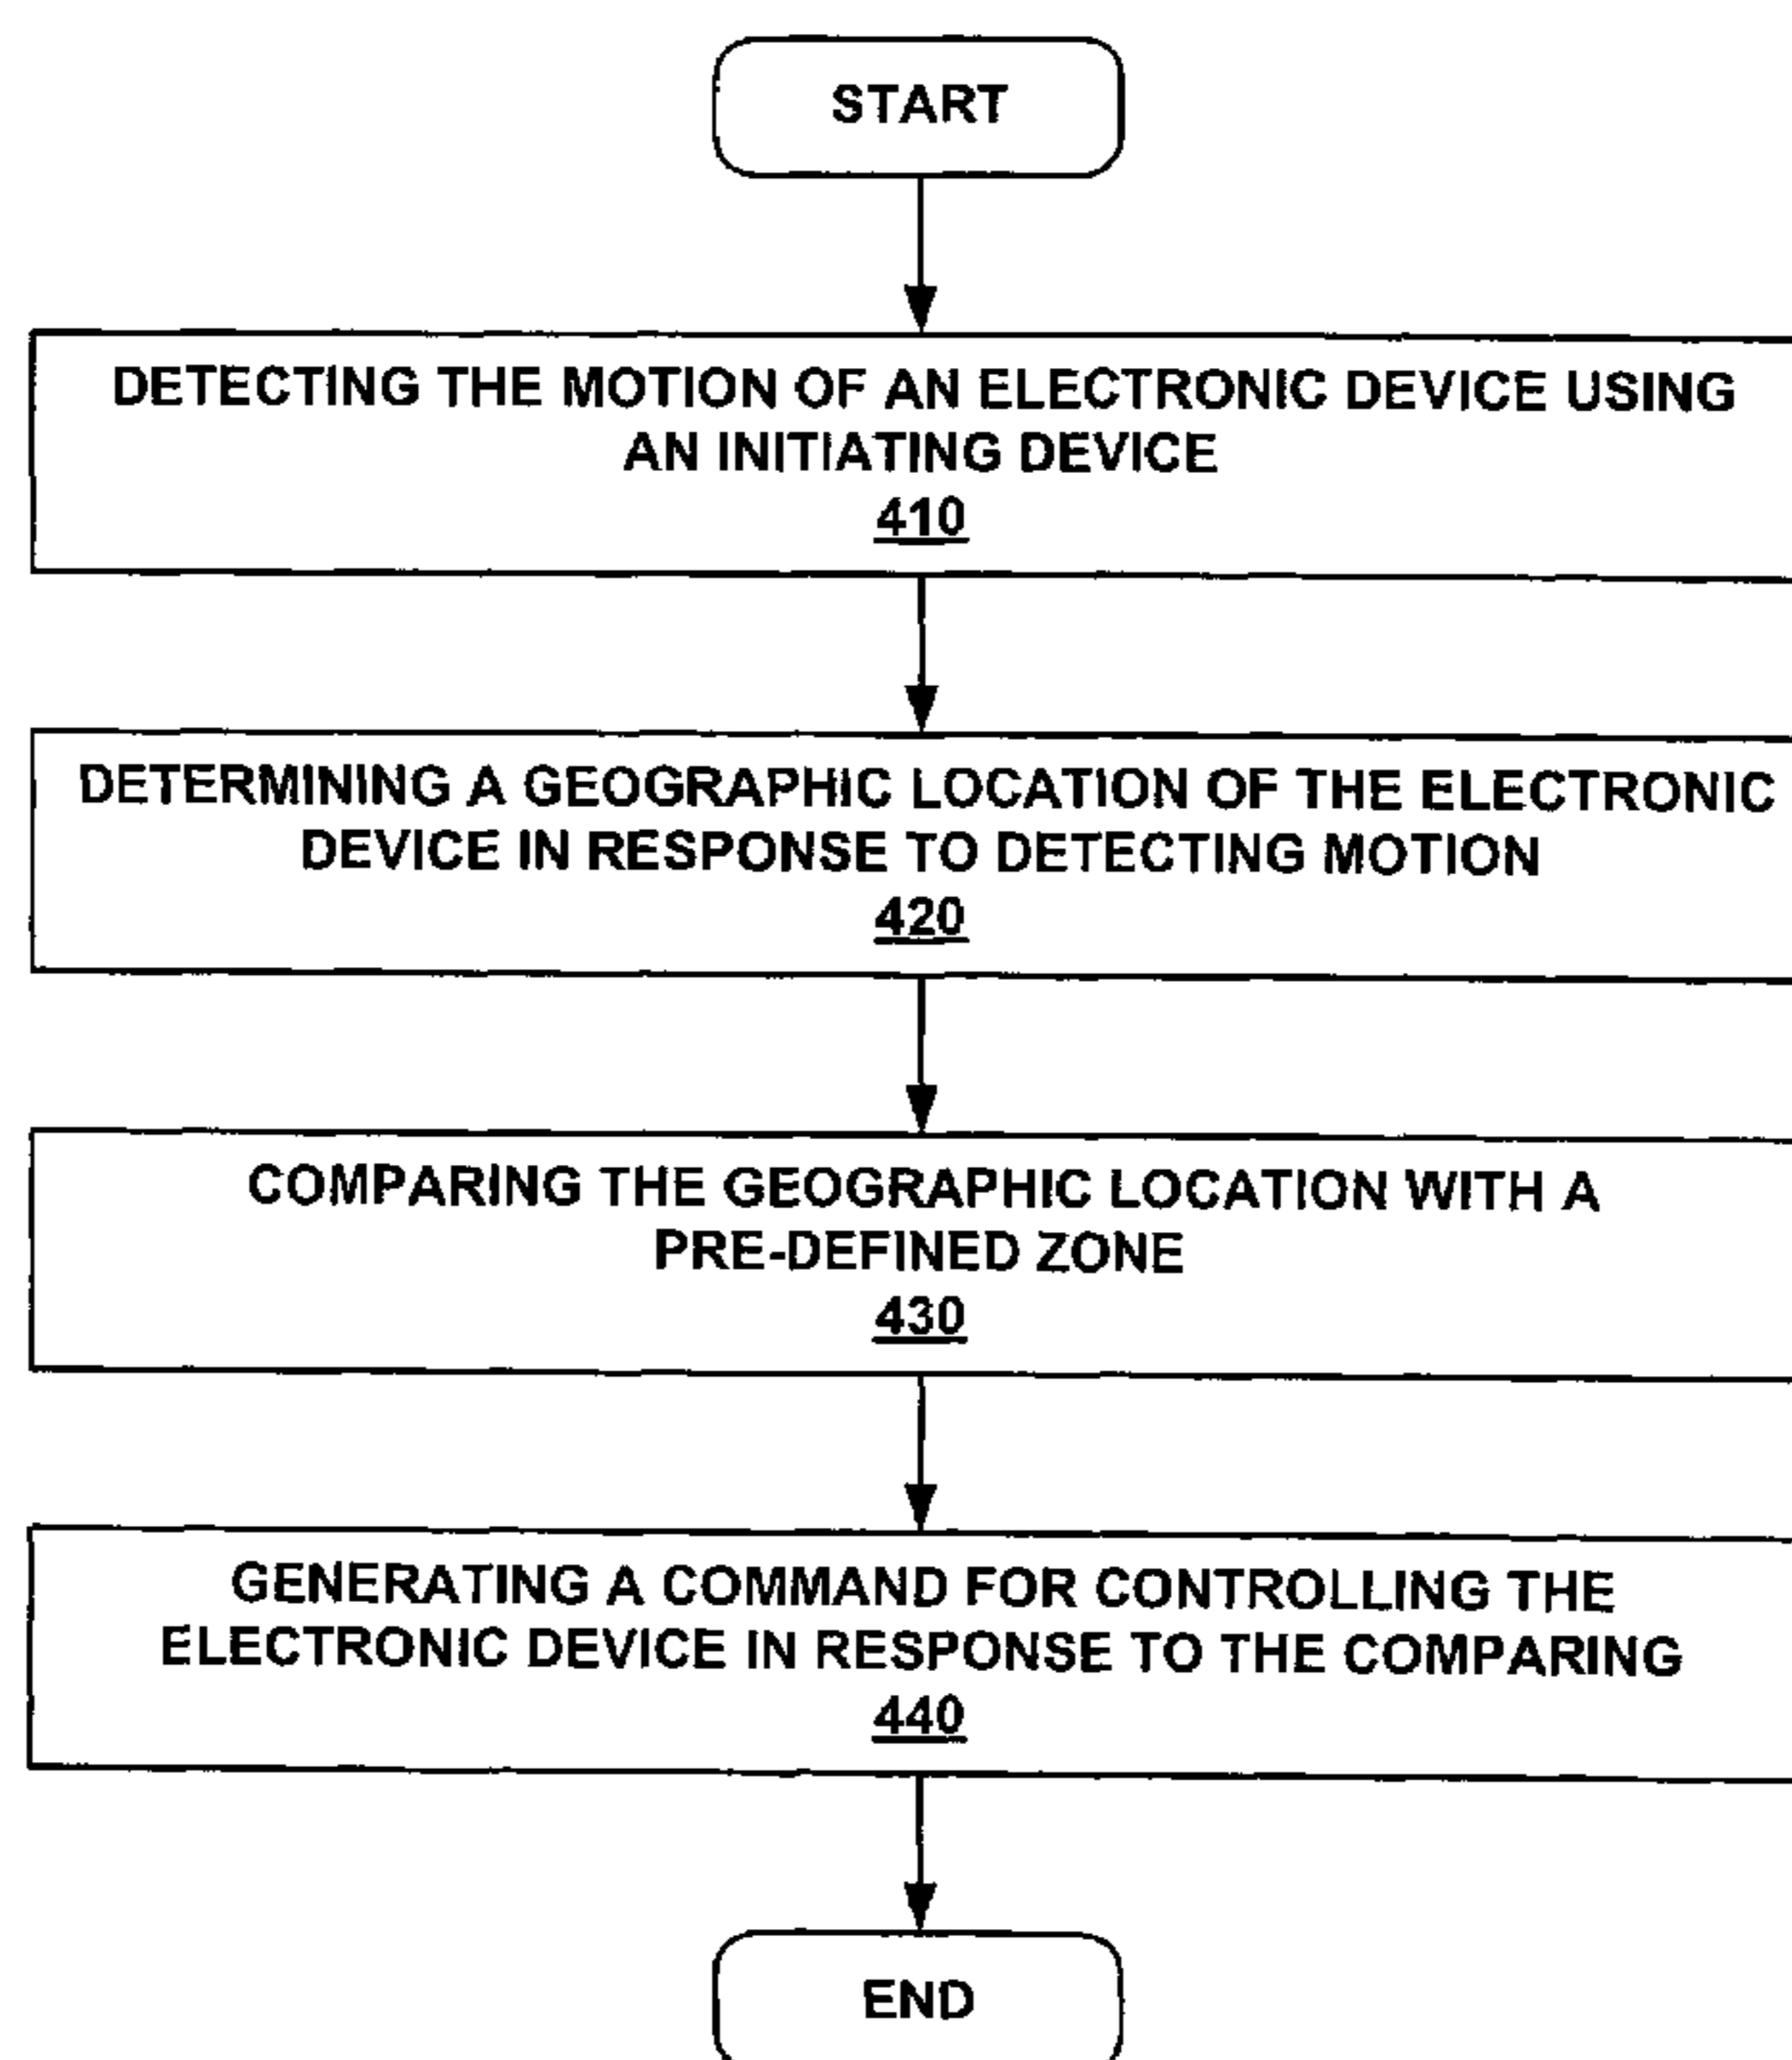 START
DETECTING THE MOTION OF AN ELECTRONIC DEVICE USING
AN INITIATING DEVICE
410
DETERMINING A GEOGRAPHIC LOCATION OF THE ELECTRONIC
DEVICE IN RESPONSE TO DETECTING MOTION
420
COMPARING THE GEOGRAPHIC LOCATION WITH A
PRE-DEFINED ZONE
430
GENERATING A COMMAND FOR CONTROLLING THE
ELECTRONIC DEVICE IN RESPONSE TO THE COMPARING
440
END